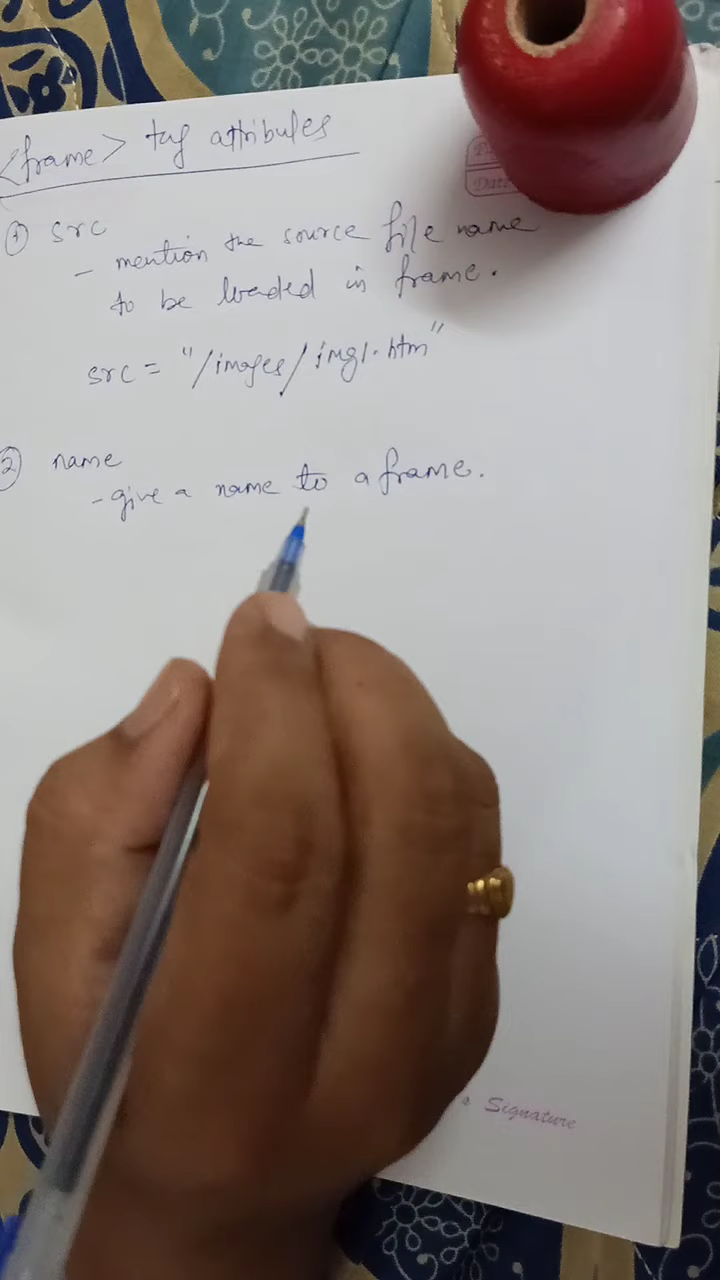 <frame> tag attributes
Date
① src
- mention the source file name
to be loaded in frame.
src = "/images/img1.htm"
② name
- give a name to a frame.
Signature